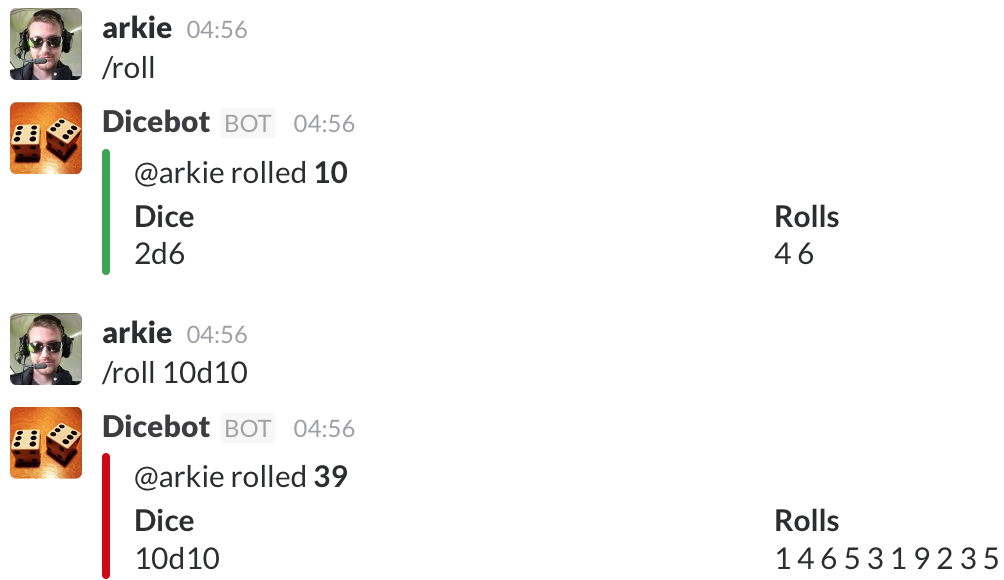 arkie 04:56
/roll
Dicebot BOT 04:56
@arkie rolled 10
Dice Rolls
2d6 4 6
arkie 04:56
/roll 10d10
Dicebot BOT 04:56
@arkie rolled 39
Dice Rolls
10d10 1 4 6 5 3 1 9 2 3 5